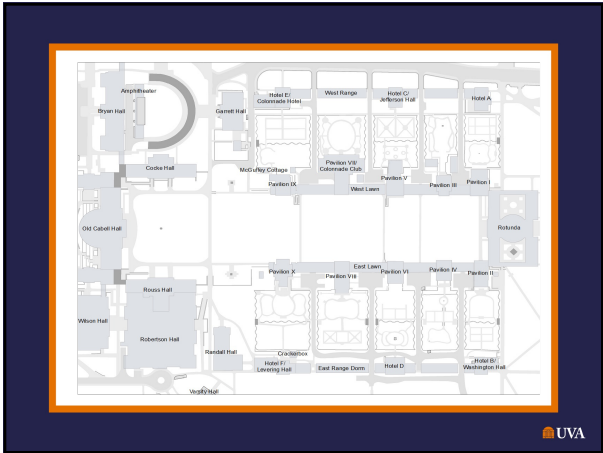 Amphitheater
Bryan Hall
Garrett Hall
Hotel E/
Colonnade Hotel
West Range
Hotel C/
Jefferson Hall
Hotel A
Cocke Hall
McGuffey Cottage
Pavilion IX
Pavilion VII/
Colonnade Club
West Lawn
Pavilion V
Pavilion III
Pavilion I
Old Cabell Hall
Rotunda
East Lawn
Pavilion X
Pavilion VIII
Pavilion VI
Pavilion IV
Pavilion II
Rouss Hall
Wilson Hall
Robertson Hall
Randall Hall
Crackerbox
Hotel F/
Levering Hall
East Range Dorm
Hotel D
Hotel B/
Washington Hall
Varsity Hall
UVA